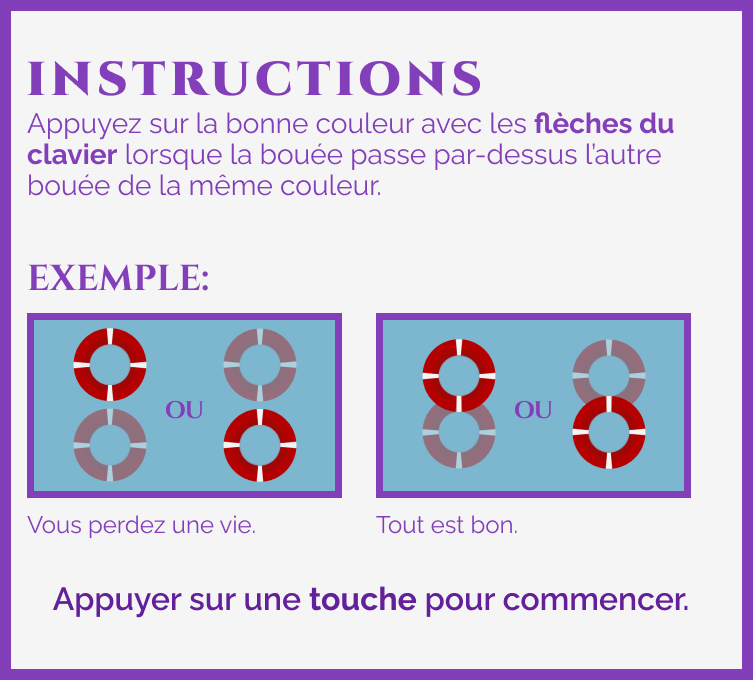 INSTRUCTIONS
Appuyez sur la bonne couleur avec les flèches du
clavier lorsque la bouée passe par-dessus l'autre
bouée de la même couleur.
EXEMPLE:
OU
OU
Vous perdez une vie.
Tout est bon.
Appuyer sur une touche pour commencer.